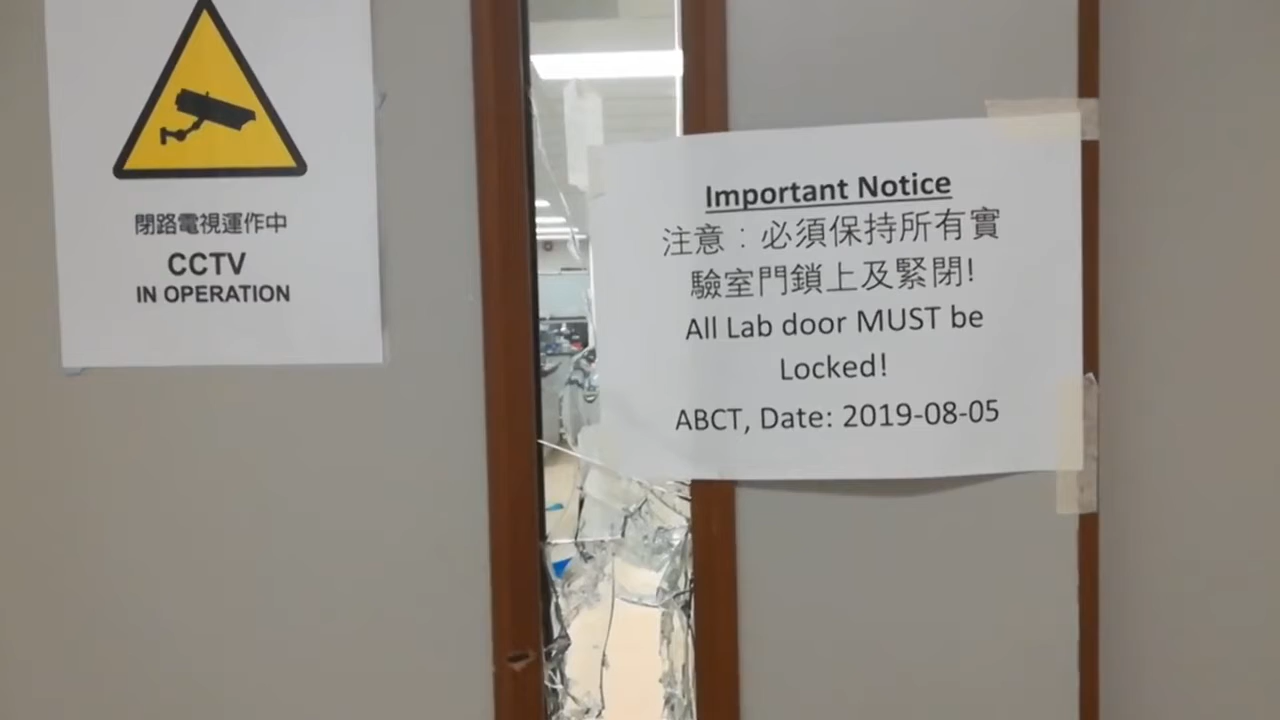 閉路電視運作中
CCTV
IN OPERATION
Important Notice
注意：必須保持所有實
驗室門鎖上及緊閉!
All Lab door MUST be
Locked!
ABCT, Date: 2019-08-05